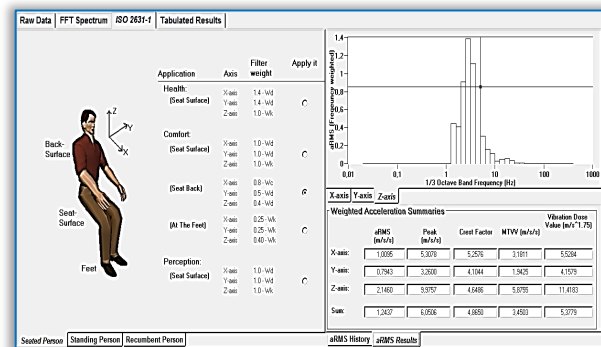 Raw Data FFT Spectrum ISO 2631-1 Tabulated Results
Application Axis Filter weight Apply it
Health:
(Seat Surface) X-axis 1.4 - Wd
Y-axis 1.4 - Wd
Z-axis 1.0 - Wk
Comfort:
(Seat Surface) X-axis 1.0 - Wd
Y-axis 1.0 - Wd
Z-axis 1.0 - Wk
(Seat Back) X-axis 0.8 - Wc
Y-axis 0.5 - Wd
Z-axis 0.4 - Wd
(At The Feet) X-axis 0.25 - Wk
Y-axis 0.25 - Wk
Z-axis 0.40 - Wk
Perception:
(Seat Surface) X-axis 1.0 - Wd
Y-axis 1.0 - Wd
Z-axis 1.0 - Wk
Z
Y
X
Back-Surface
Seat-Surface
Feet
Seated Person Standing Person Recumbent Person
aRMS (Frequency weighted)
1,4
1,2
1
0,8
0,6
0,4
0,2
0
0,01 0,1 1 10 100 1000
1/3 Octave Band Frequency (Hz)
X-axis Y-axis Z-axis
Weighted Acceleration Summaries
aRMS (m/s/s) Peak (m/s/s) Crest Factor MTVV (m/s/s) Vibration Dose Value (m/s^1.75)
X-axis: 1,0095 5,3078 5,2576 3,1811 5,5284
Y-axis: 0,7943 3,2600 4,1044 1,9425 4,1579
Z-axis: 2,1460 9,9757 4,6486 5,8755 11,4183
Sum: 1,2437 6,0506 4,8650 3,4503 5,3779
aRMS History aRMS Results